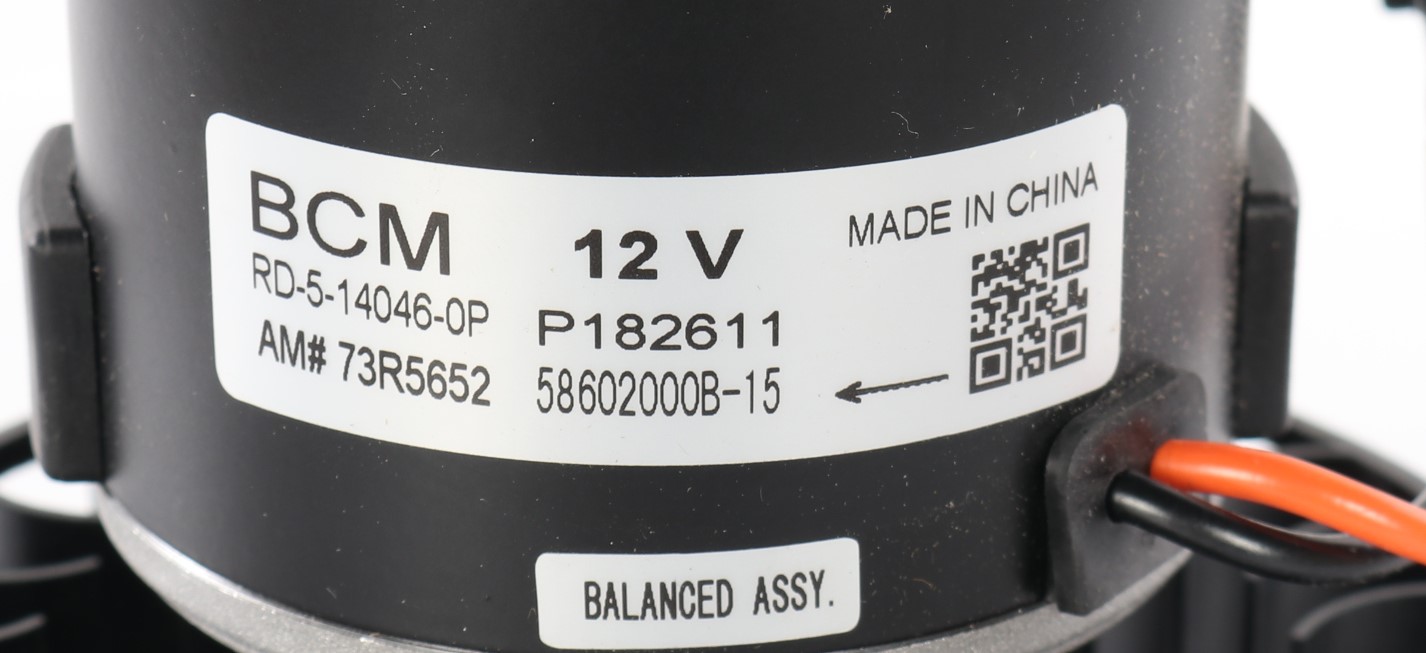 BCM
RD-5-14046-0P
AM# 73R5652
12 V
P182611
58602000B-15
MADE IN CHINA
BALANCED ASSY.